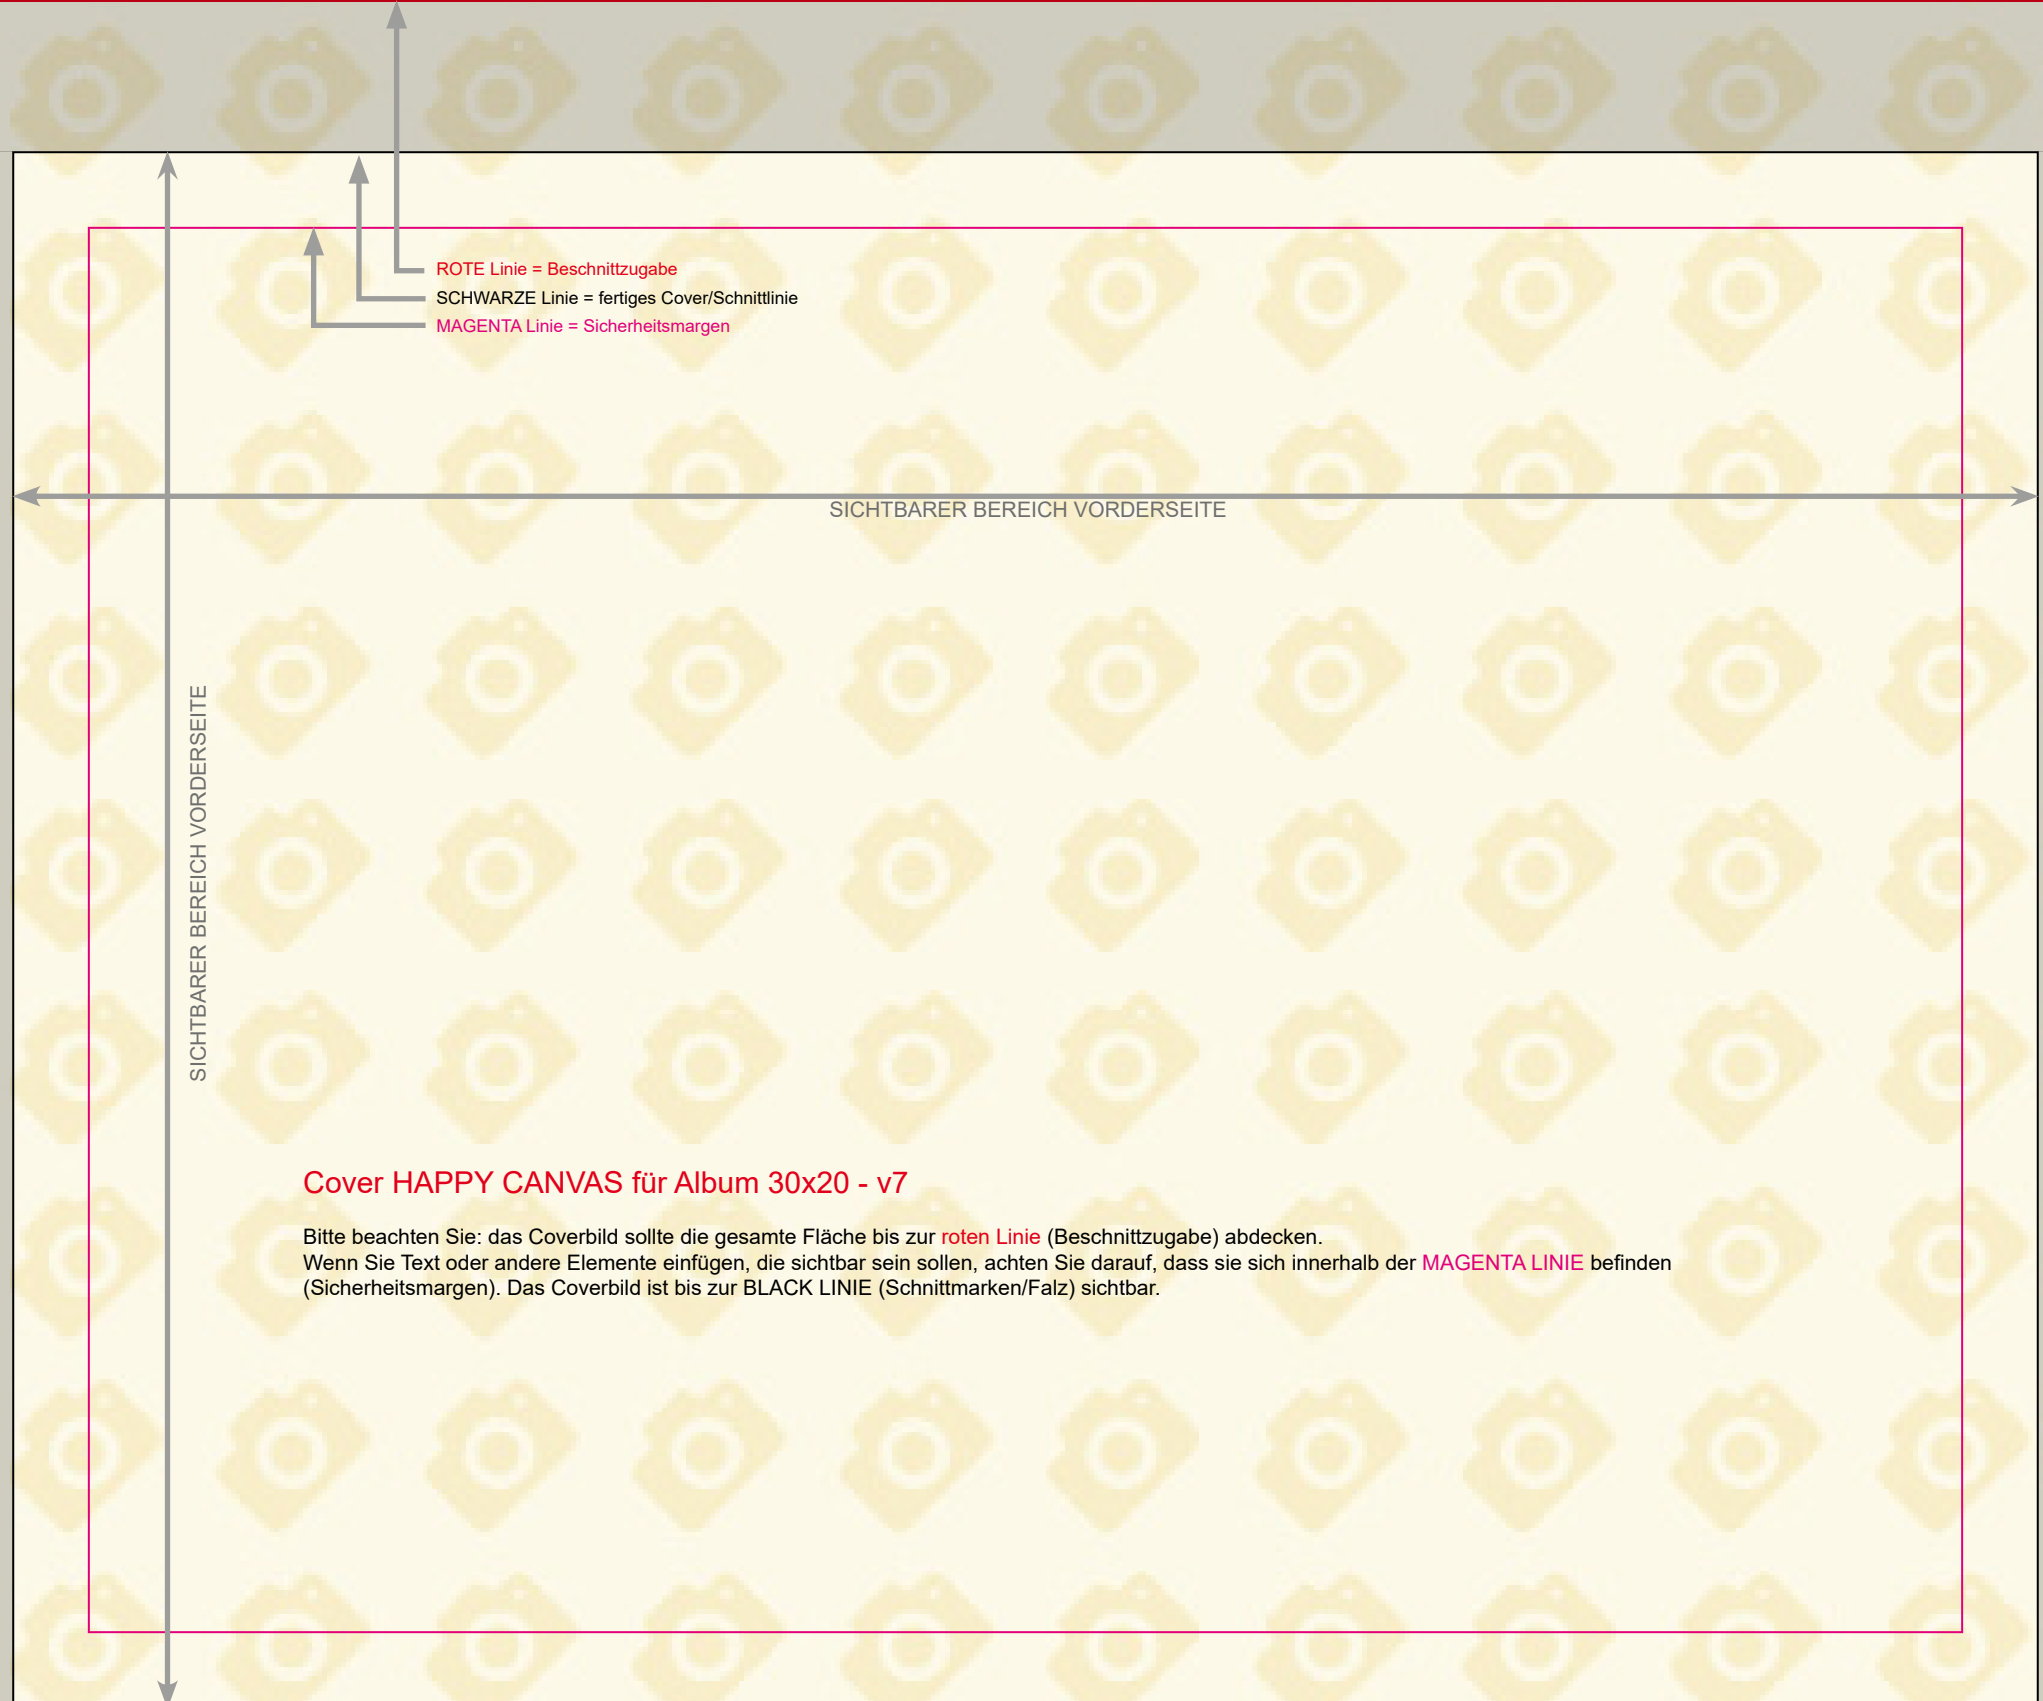 ROTE Linie = Beschnittzugabe
SCHWARZE Linie = fertiges Cover/Schnittlinie
MAGENTA Linie = Sicherheitsmargen
SICHTBARER BEREICH VORDERSEITE
SICHTBARER BEREICH VORDERSEITE
Cover HAPPY CANVAS für Album 30x20 - v7
Bitte beachten Sie: das Coverbild sollte die gesamte Fläche bis zur roten Linie (Beschnittzugabe) abdecken.
Wenn Sie Text oder andere Elemente einfügen, die sichtbar sein sollen, achten Sie darauf, dass sie sich innerhalb der MAGENTA LINIE befinden
(Sicherheitsmargen). Das Coverbild ist bis zur BLACK LINIE (Schnittmarken/Falz) sichtbar.